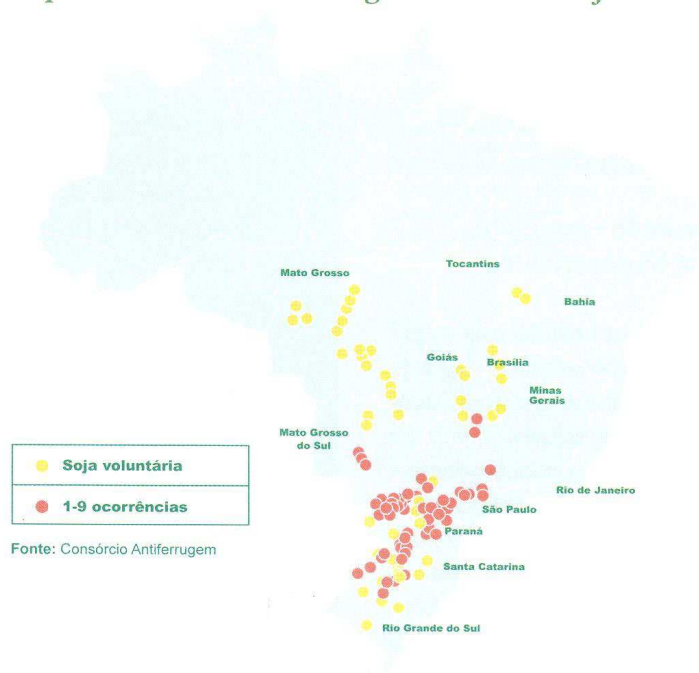 Mato Grosso
Tocantins
Bahia
Goiás
Brasília
Minas
Gerais
Mato Grosso
do Sul
Rio de Janeiro
São Paulo
Paraná
Santa Catarina
Rio Grande do Sul
Soja voluntária
1-9 ocorrências
Fonte: Consórcio Antiferrugem